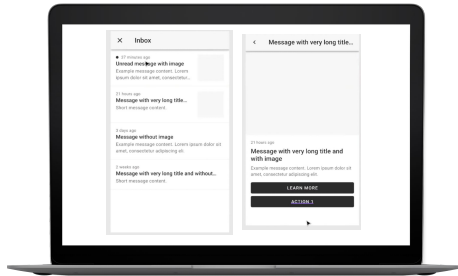 Inbox
37 minutes ago
Unread message with image
Example message content. Lorem
ipsum dolor sit amet, consectetur...
21 hours ago
Message with very long title...
Short message content.
3 days ago
Message without image
Example message content. Lorem ipsum dolor sit
amet, consectetur adipiscing elit
2 weeks ago
Message with very long title and without...
Short message content.
Message with very long title...
21 hours ago
Message with very long title and
with image
Example message content. Lorem ipsum dolor sit
amet, consectetur adipiscing elit
LEARN MORE
ACTION 1